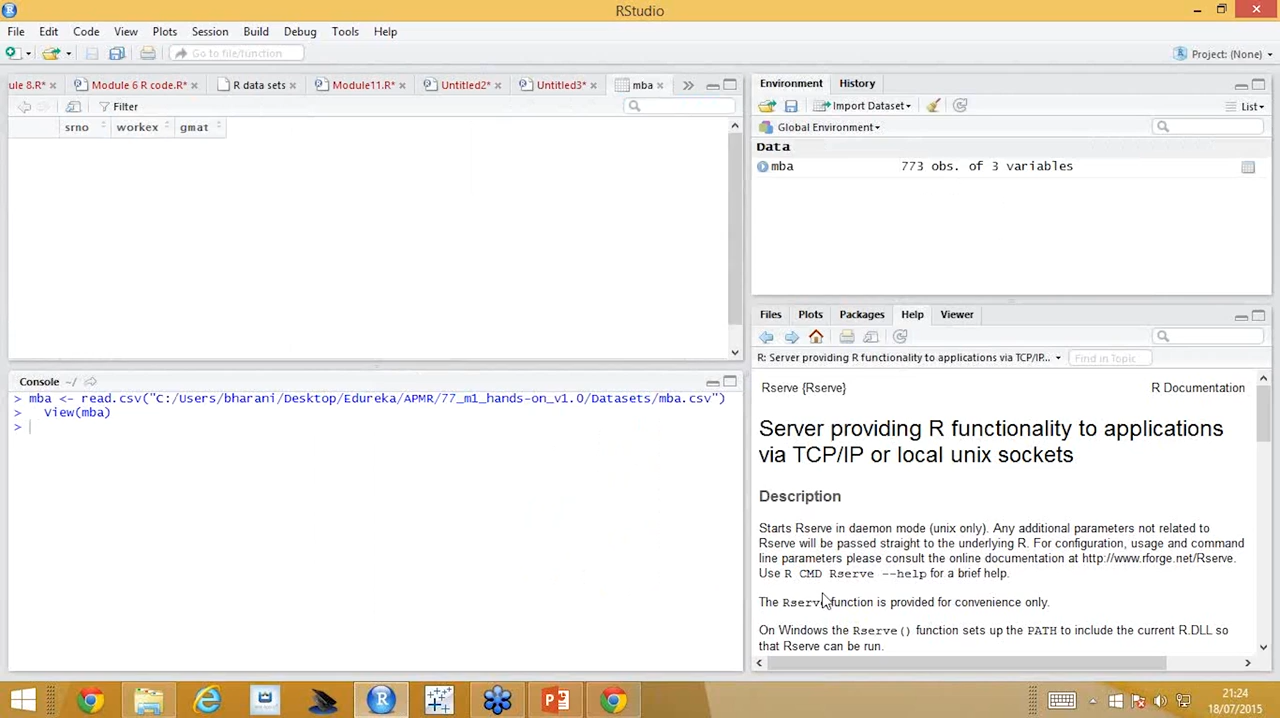 RStudio
File Edit Code View Plots Session Build Debug Tools Help
Go to file/function
Project: (None)
ule 8.R* Module 6 R code.R* R data sets Module11.R* Untitled2* Untitled3* mba
Filter
srno workex gmat
Console ~/
> mba <- read.csv("C:/Users/bharani/Desktop/Edureka/APMR/77_m1_hands-on_v1.0/Datasets/mba.csv")
> View(mba)
>
Environment History
Import Dataset List
Global Environment
Data
mba 773 obs. of 3 variables
Files Plots Packages Help Viewer
R: Server providing R functionality to applications via TCP/IP... Find in Topic
Rserve {Rserve} R Documentation
Server providing R functionality to applications
via TCP/IP or local unix sockets
Description
Starts Rserve in daemon mode (unix only). Any additional parameters not related to
Rserve will be passed straight to the underlying R. For configuration, usage and command
line parameters please consult the online documentation at http://www.rforge.net/Rserve.
Use R CMD Rserve --help for a brief help.
The Rserve function is provided for convenience only.
On Windows the Rserve() function sets up the PATH to include the current R.DLL so
that Rserve can be run.
21:24
18/07/2015